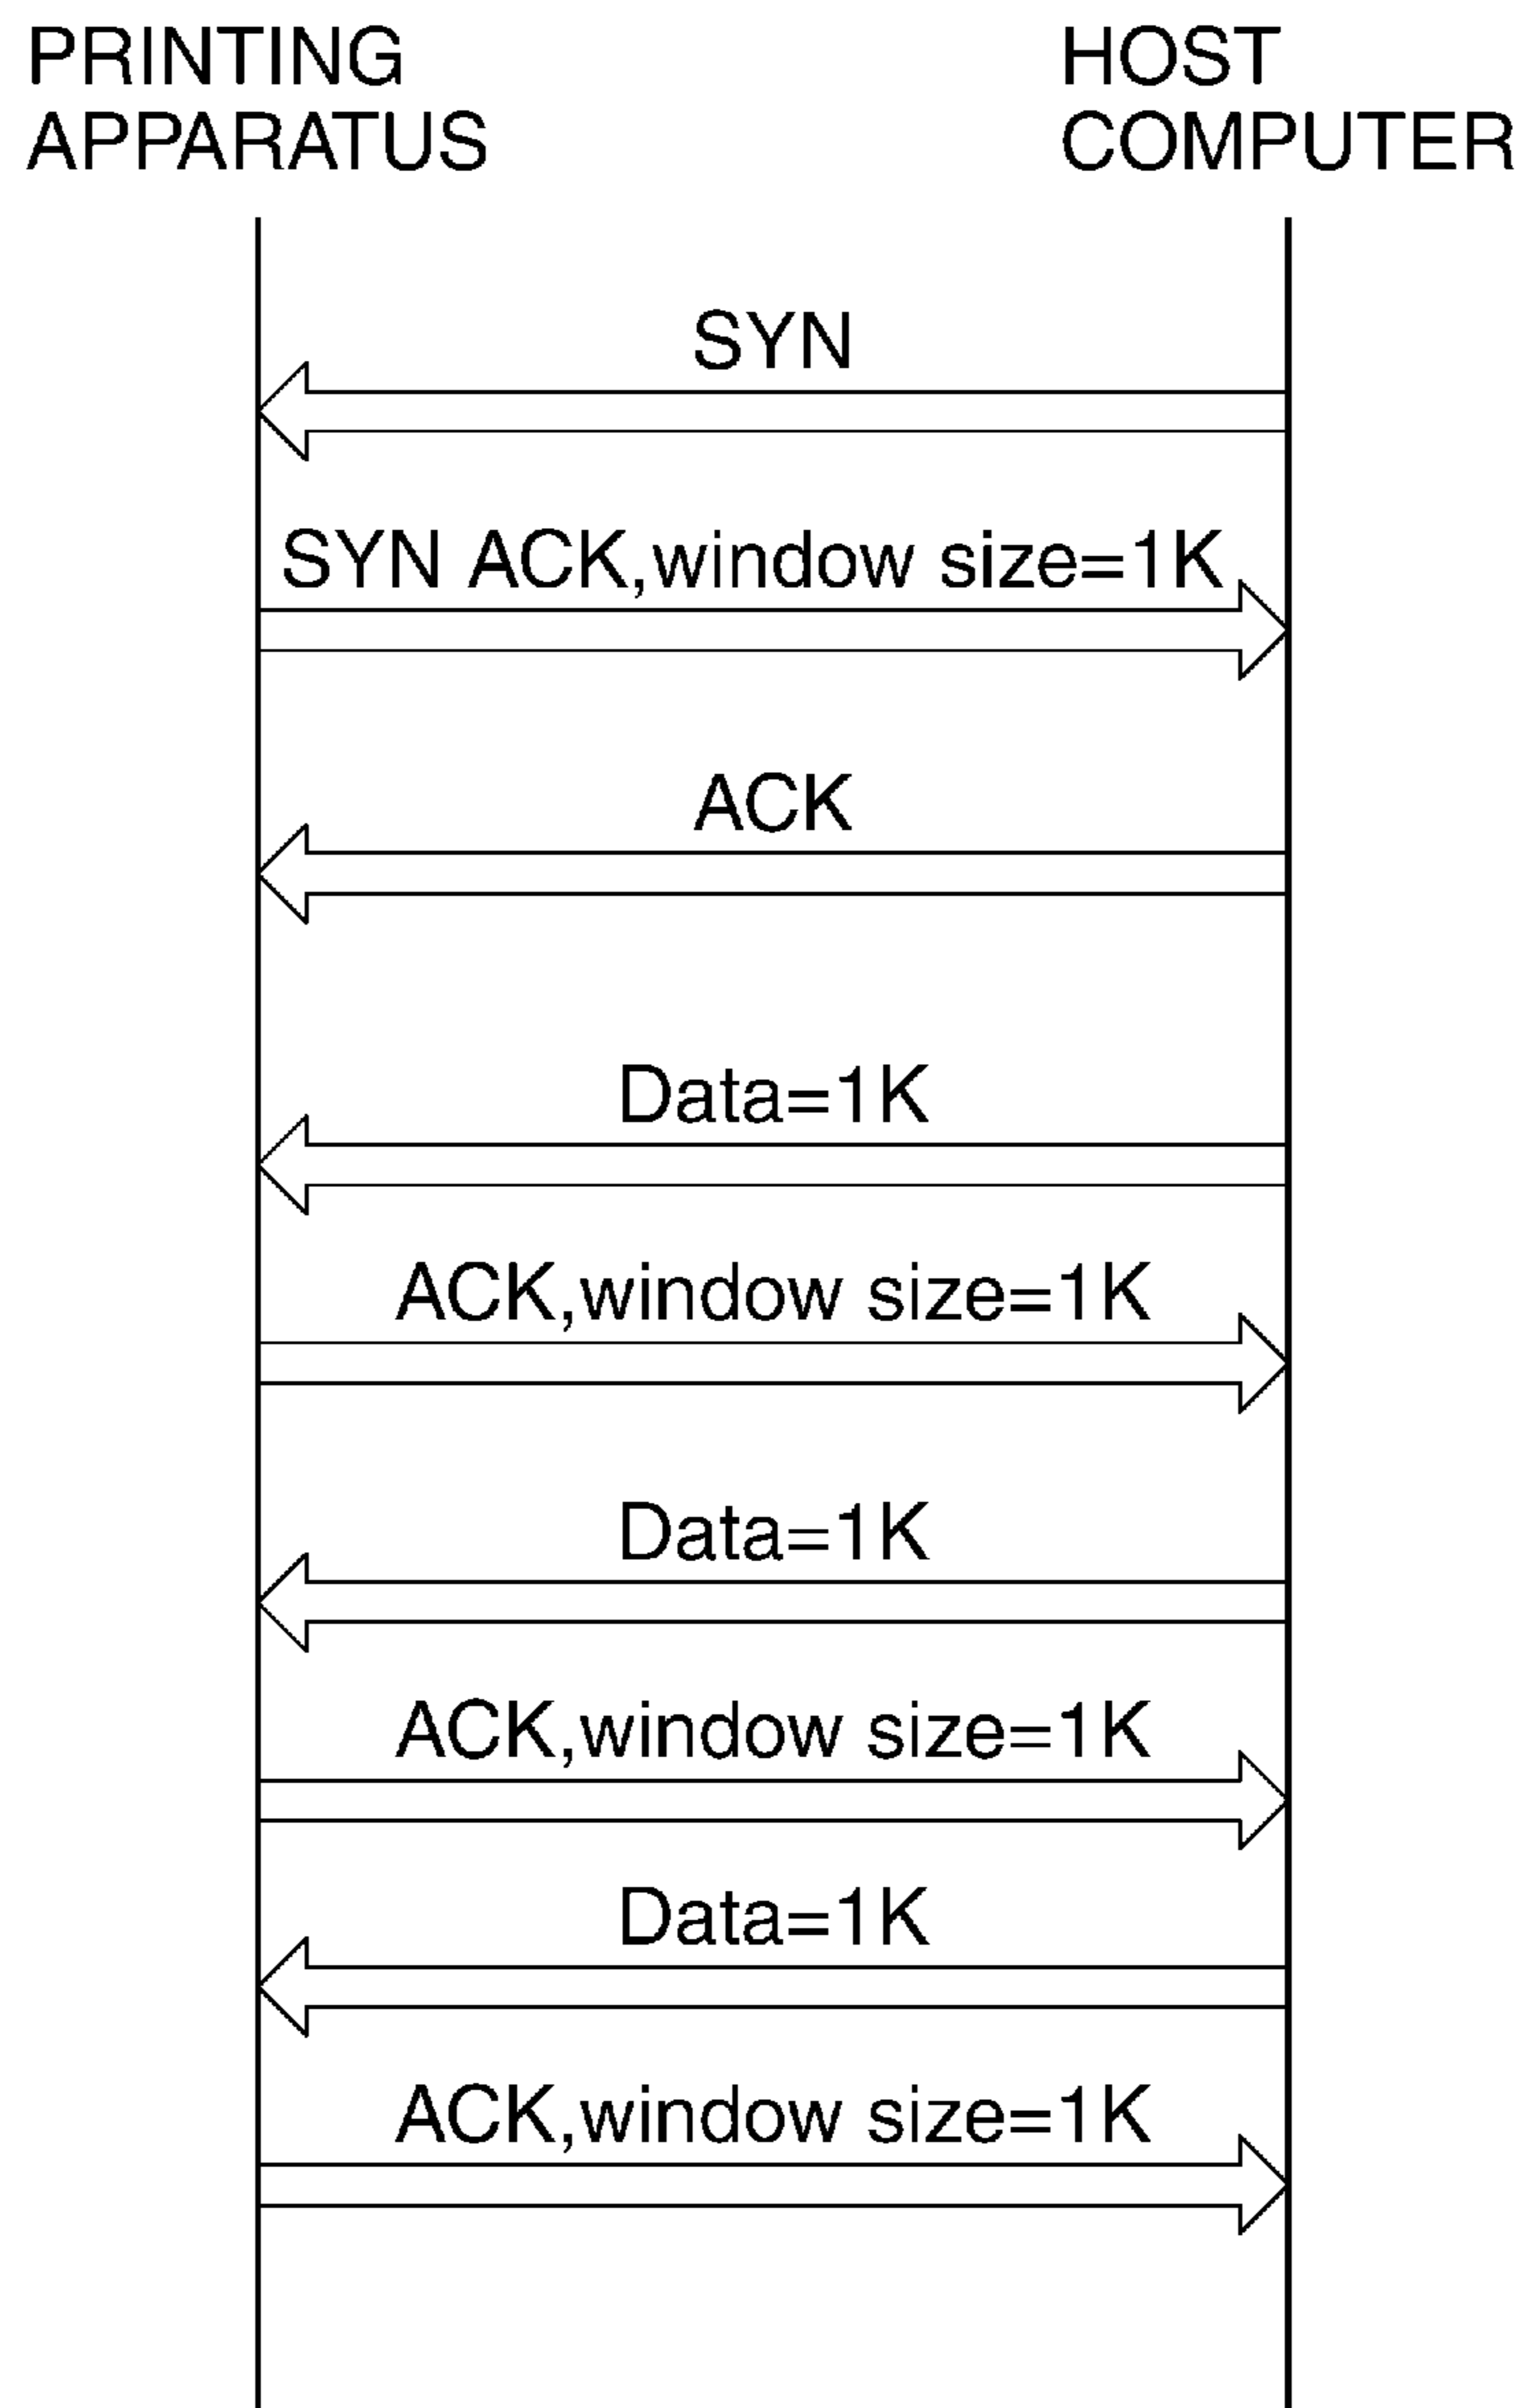 PRINTING
APPARATUS
HOST
COMPUTER
SYN
SYN ACK,window size=1K
ACK
Data=1K
ACK,window size=1K
Data=1K
ACK,window size=1K
Data=1K
ACK,window size=1K